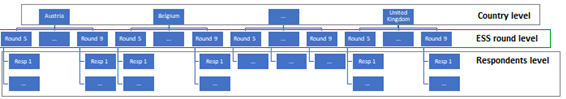 Austria Belgium ... United Kingdom Country level
Round 5 ... Round 9 Round 5 ... Round 9 Round 5 ... Round 9 Round 5 ... Round 9 ESS round level
Resp 1 Resp 1 Resp 1 Resp 1 ... ... ... Resp 1 Resp 1 Respondents level
... ... ... ... ... ...